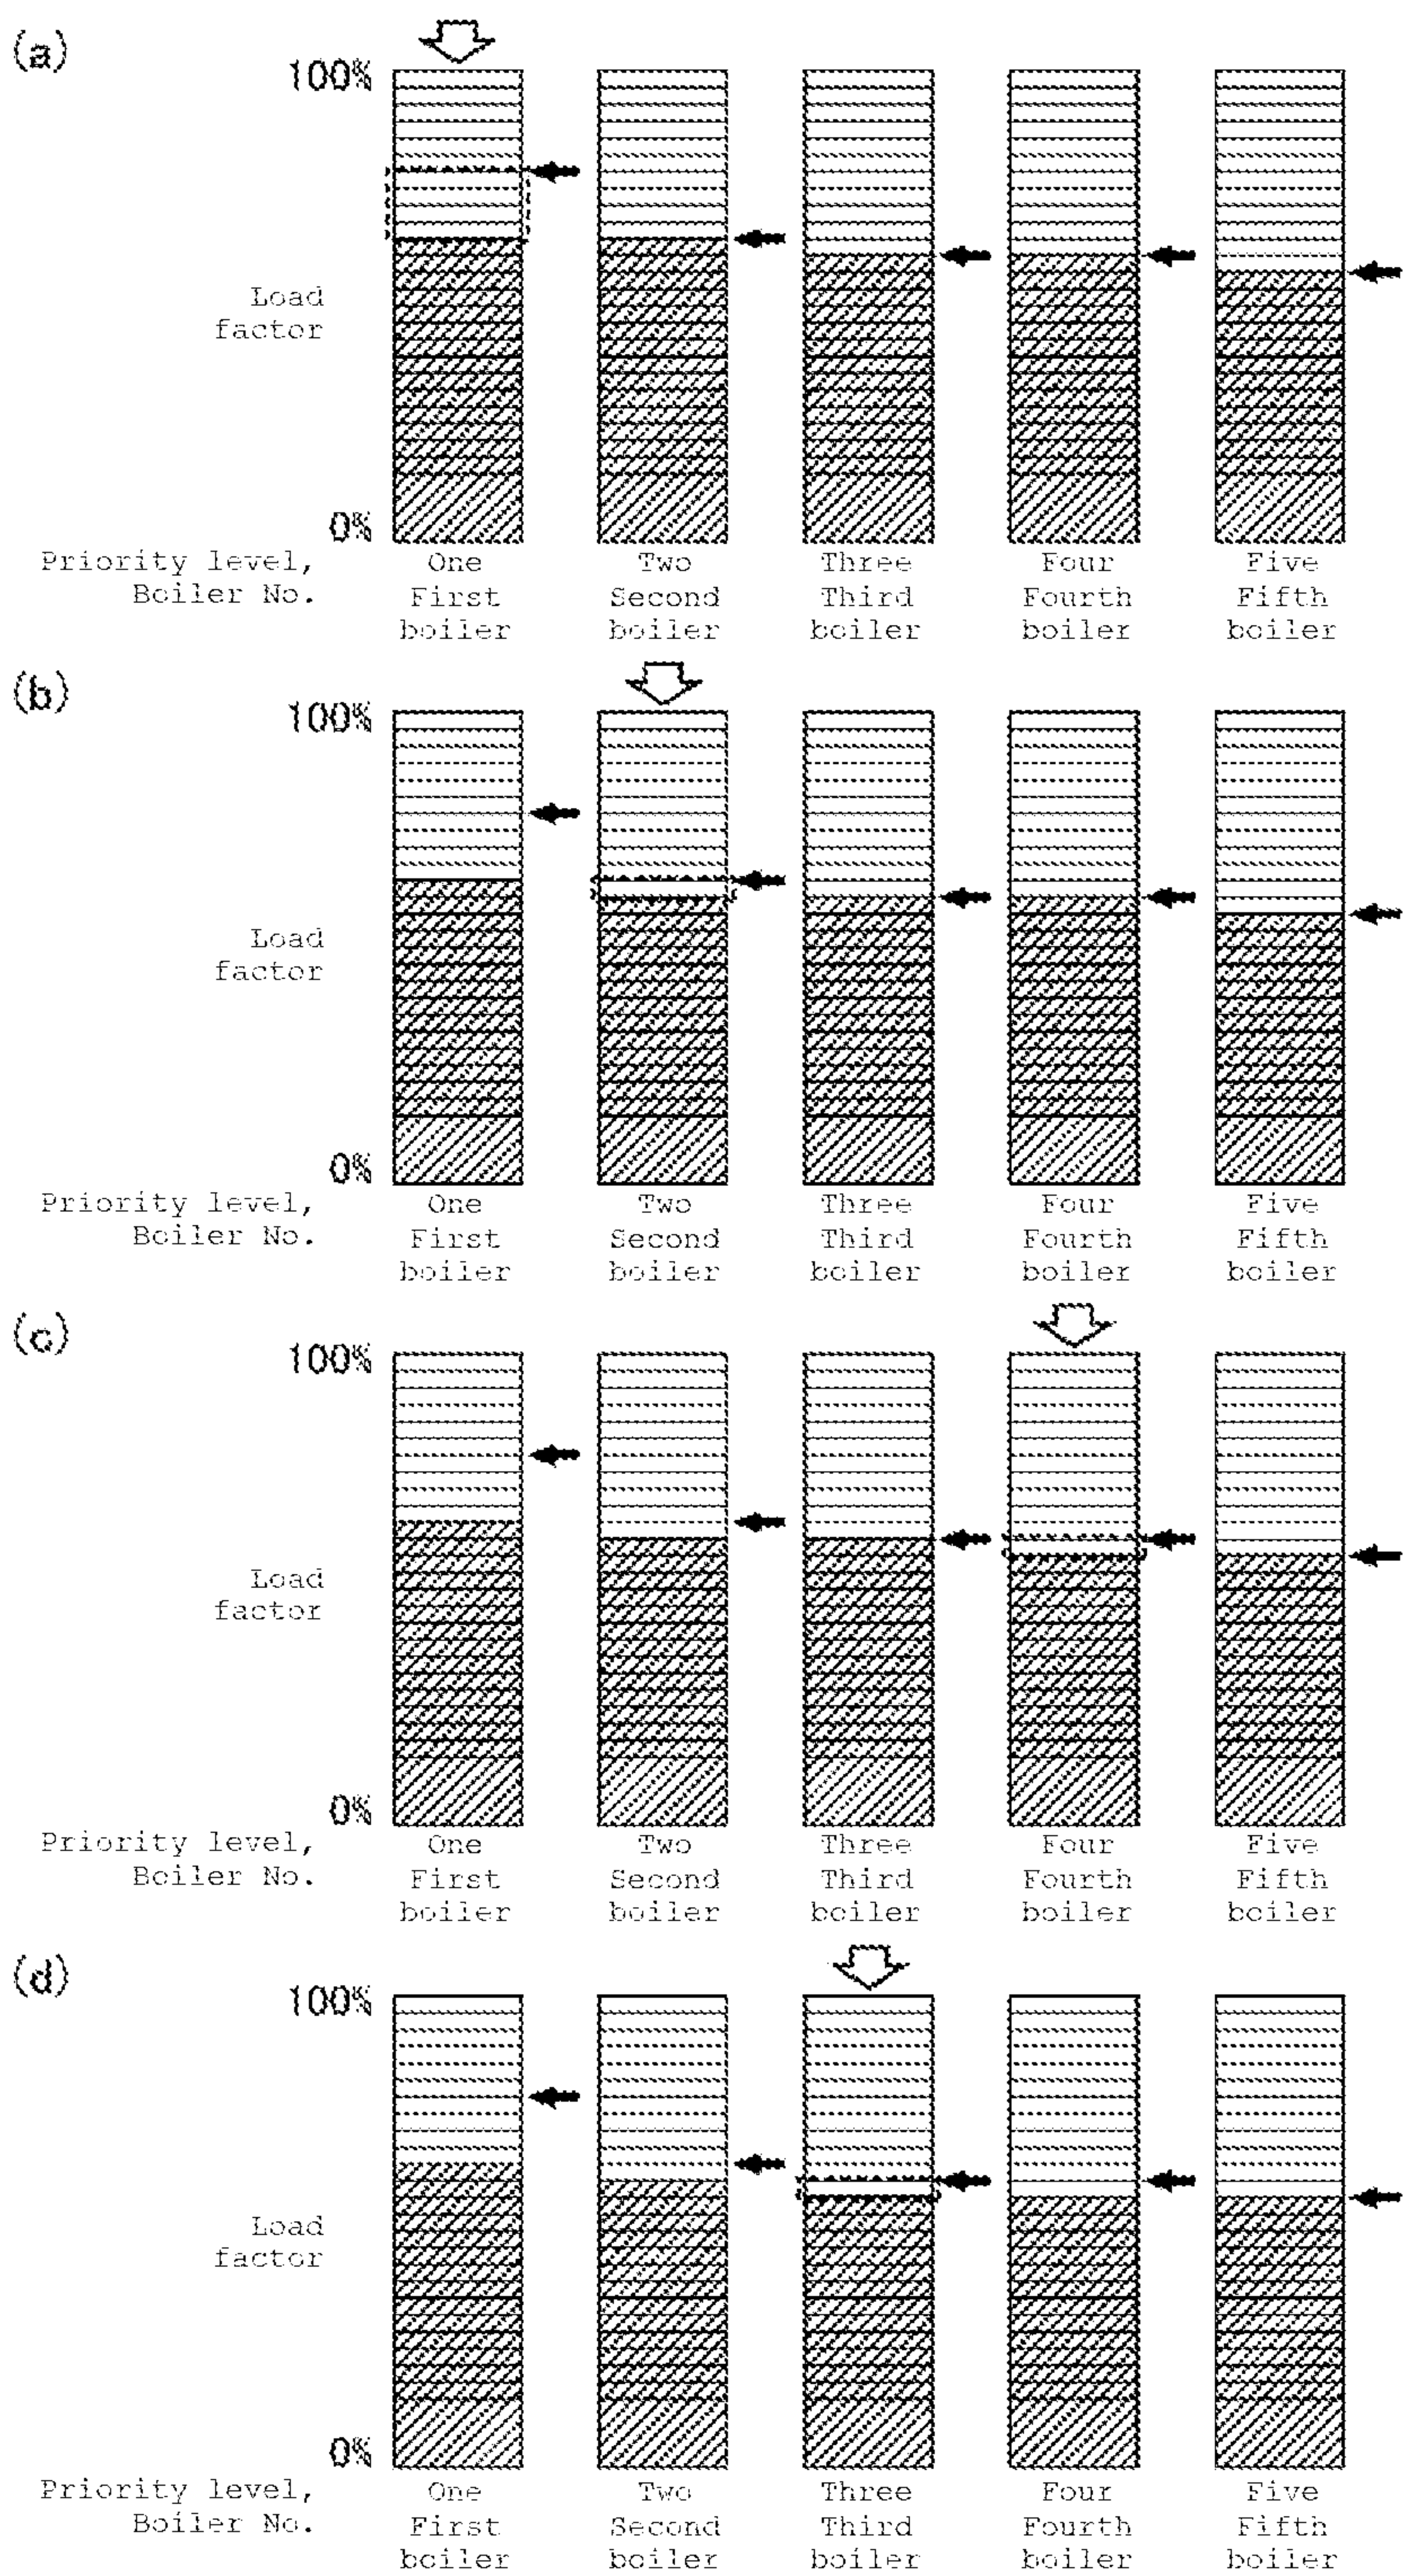 (a)
100%
Load
factor
0%
Priority level,
Boiler No.
One Two Three Four Five
First Second Third Fourth Fifth
boiler boiler boiler boiler boiler
(b)
100%
Load
factor
0%
Priority level,
Boiler No.
One Two Three Four Five
First Second Third Fourth Fifth
boiler boiler boiler boiler boiler
(c)
100%
Load
factor
0%
Priority level,
Boiler No.
One Two Three Four Five
First Second Third Fourth Fifth
boiler boiler boiler boiler boiler
(d)
100%
Load
factor
0%
Priority level,
Boiler No.
One Two Three Four Five
First Second Third Fourth Fifth
boiler boiler boiler boiler boiler